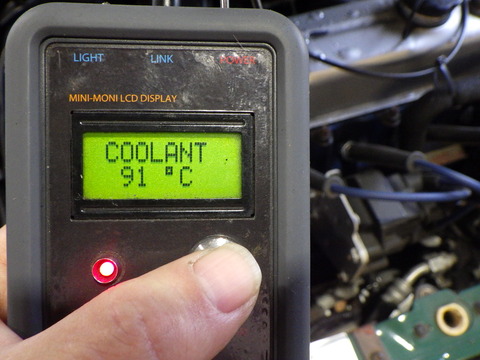 LIGHT LINK POWER
MINI-MONI LCD DISPLAY
COOLANT
91 °C